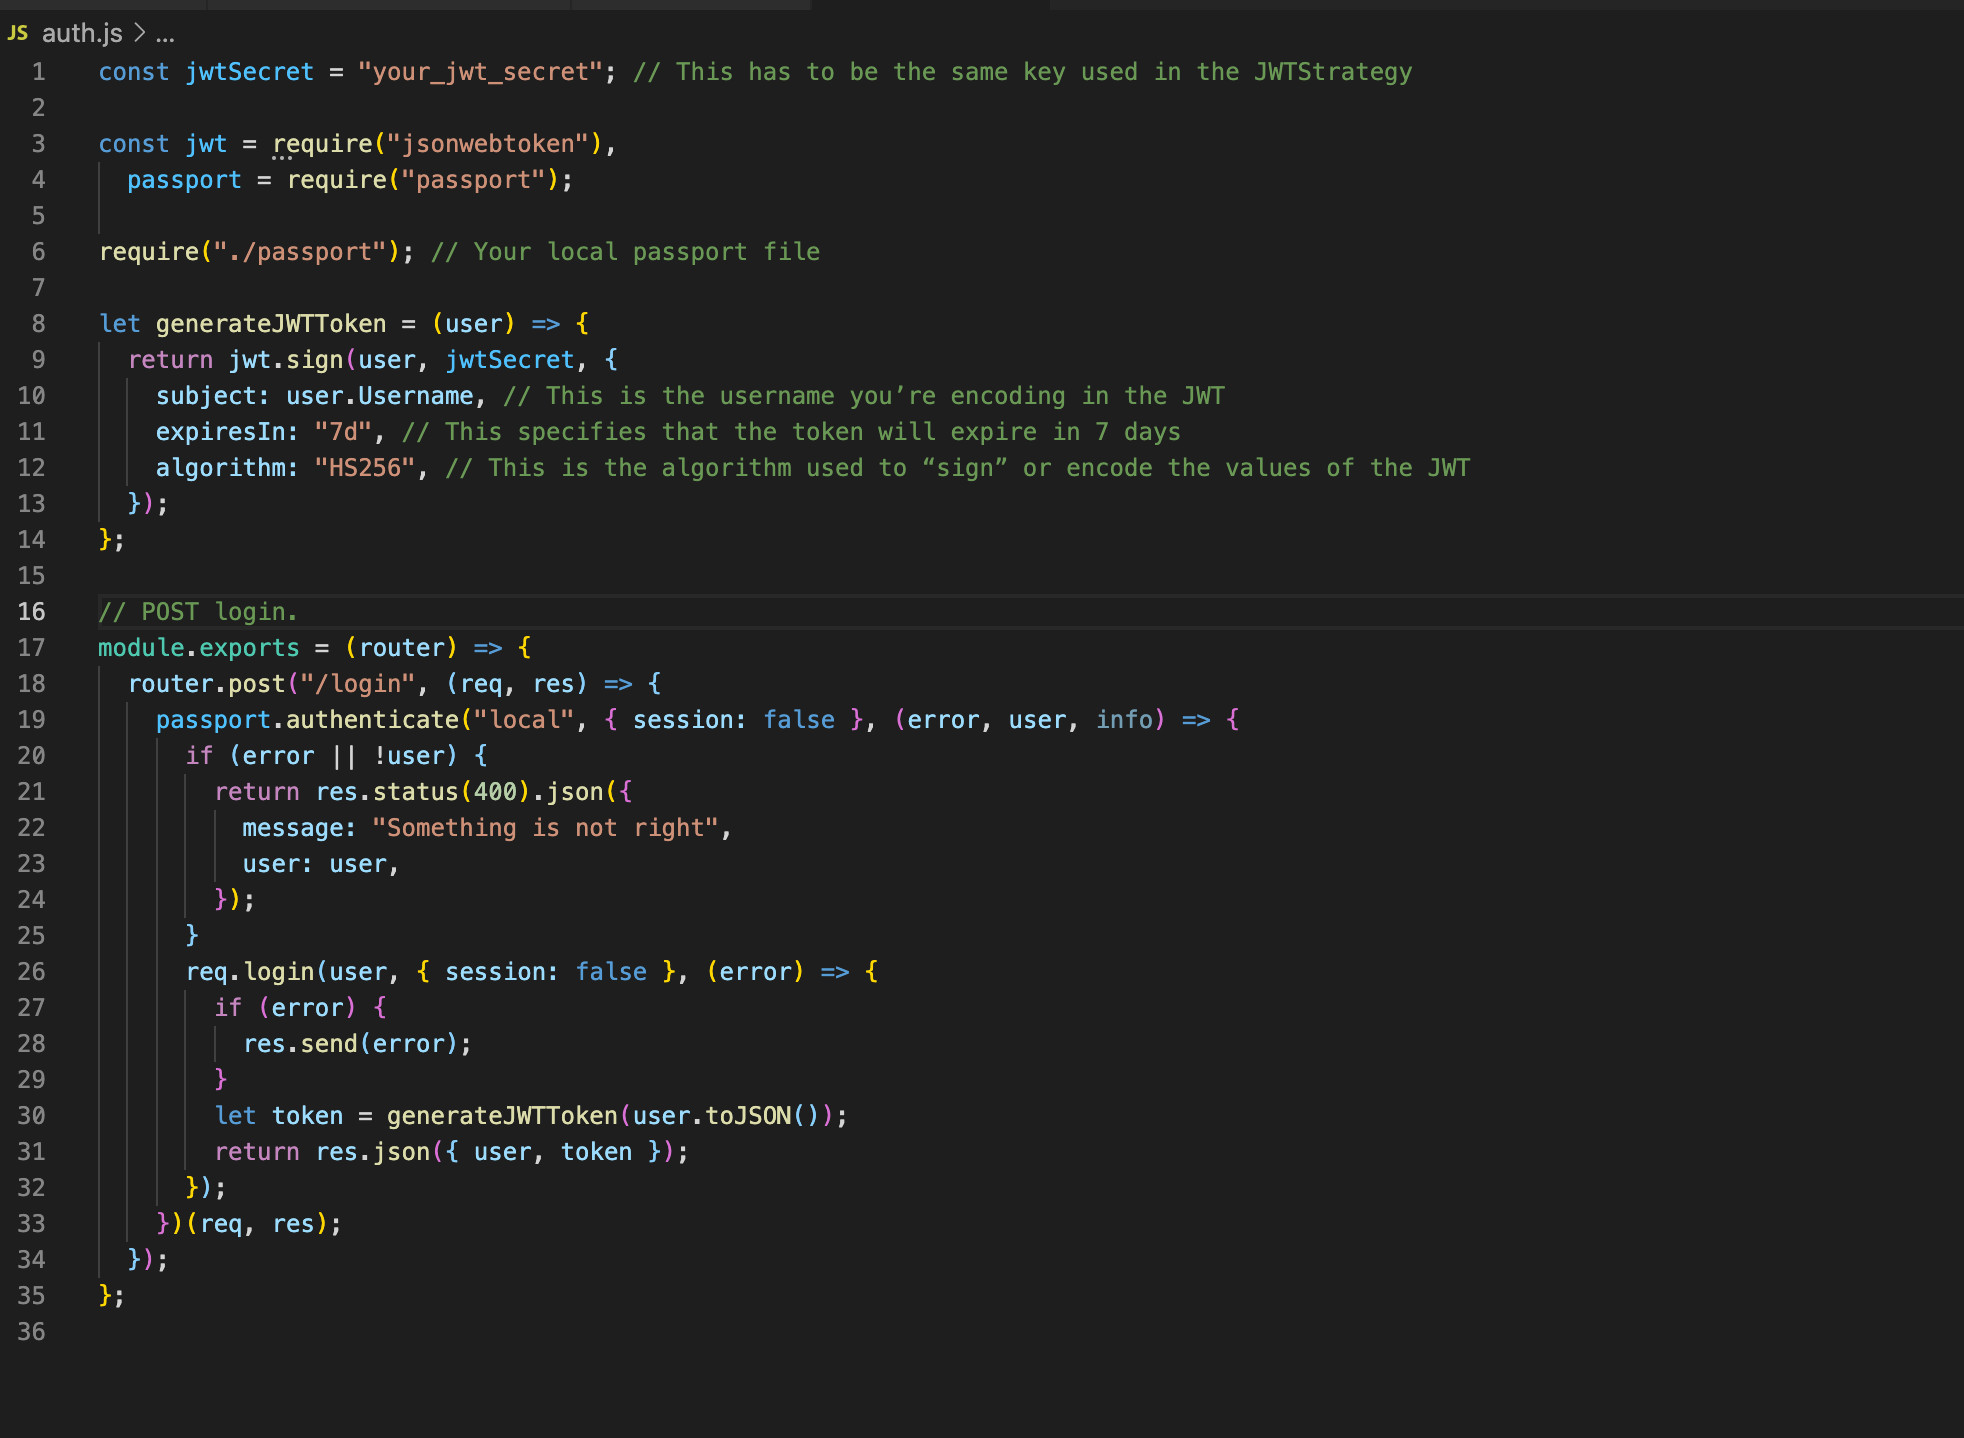 JS auth.js > ...
1 const jwtSecret = "your_jwt_secret"; // This has to be the same key used in the JWTStrategy
2
3 const jwt = require("jsonwebtoken"),
4   passport = require("passport");
5
6 require("./passport"); // Your local passport file
7
8 let generateJWTToken = (user) => {
9   return jwt.sign(user, jwtSecret, {
10     subject: user.Username, // This is the username you’re encoding in the JWT
11     expiresIn: "7d", // This specifies that the token will expire in 7 days
12     algorithm: "HS256", // This is the algorithm used to “sign” or encode the values of the JWT
13   });
14 };
15
16 // POST login.
17 module.exports = (router) => {
18   router.post("/login", (req, res) => {
19     passport.authenticate("local", { session: false }, (error, user, info) => {
20       if (error || !user) {
21         return res.status(400).json({
22           message: "Something is not right",
23           user: user,
24         });
25       }
26       req.login(user, { session: false }, (error) => {
27         if (error) {
28           res.send(error);
29         }
30         let token = generateJWTToken(user.toJSON());
31         return res.json({ user, token });
32       });
33     })(req, res);
34   });
35 };
36